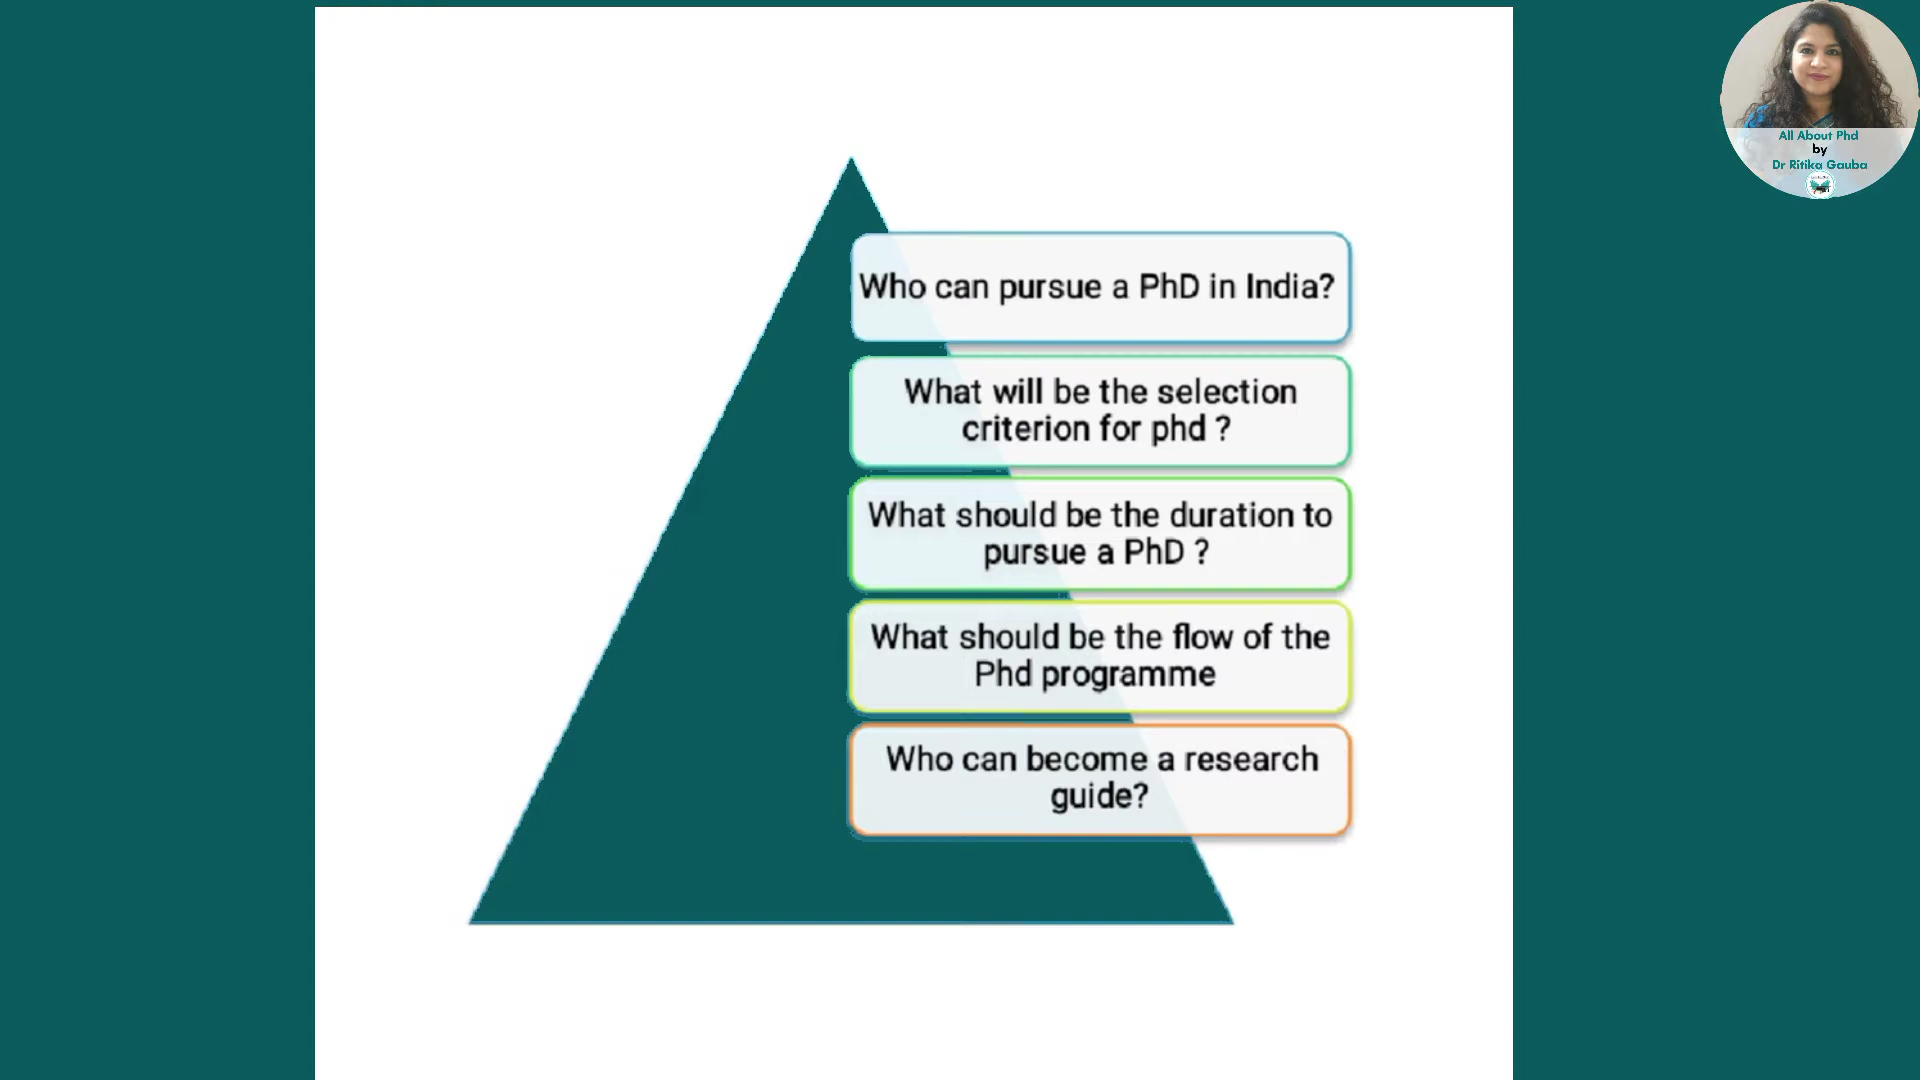 Who can pursue a PhD in India?
What will be the selection
criterion for phd ?
What should be the duration to
pursue a PhD ?
What should be the flow of the
Phd programme
Who can become a research
guide?
All About Phd
by
Dr Ritika Gauba